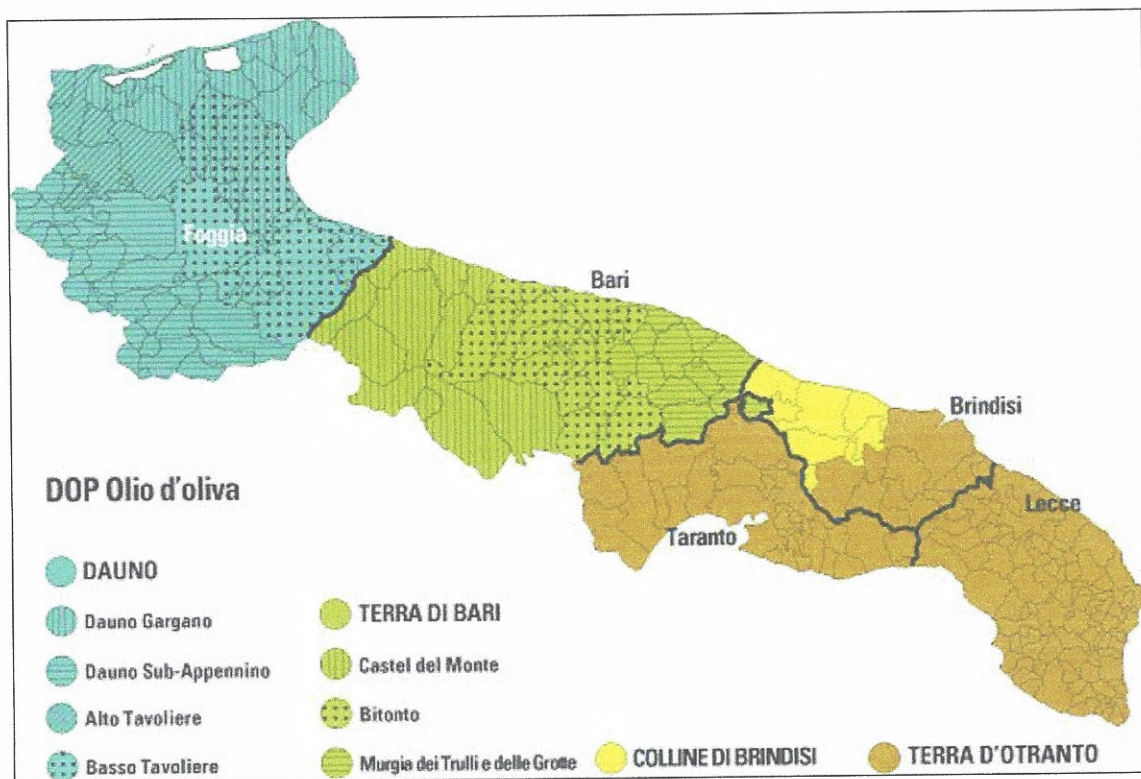 Foggia
Bari
Brindisi
Lecce
Taranto
DOP Olio d'oliva
DAUNO
Dauno Gargano
Dauno Sub-Appennino
Alto Tavoliere
Basso Tavoliere
TERRA DI BARI
Castel del Monte
Bitonto
Murgia dei Trulli e delle Grotte
COLLINE DI BRINDISI
TERRA D'OTRANTO